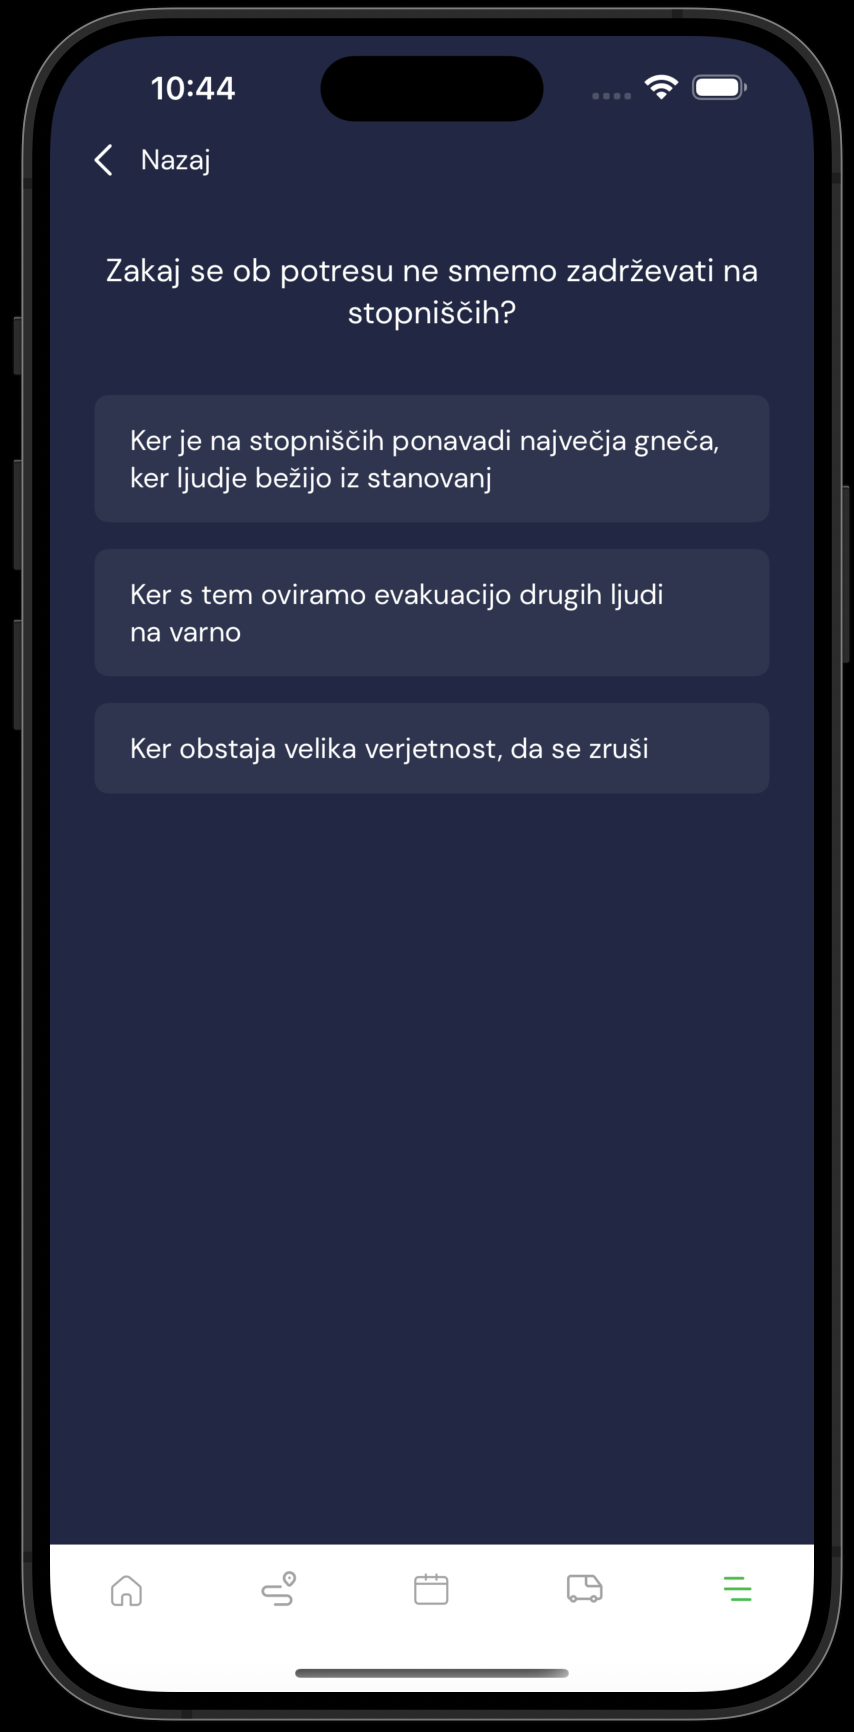 10:44
Nazaj
Zakaj se ob potresu ne smemo zadrževati na
stopniščih?
Ker je na stopniščih ponavadi največja gneča,
ker ljudje bežijo iz stanovanj
Ker s tem oviramo evakuacijo drugih ljudi
na varno
Ker obstaja velika verjetnost, da se zruši